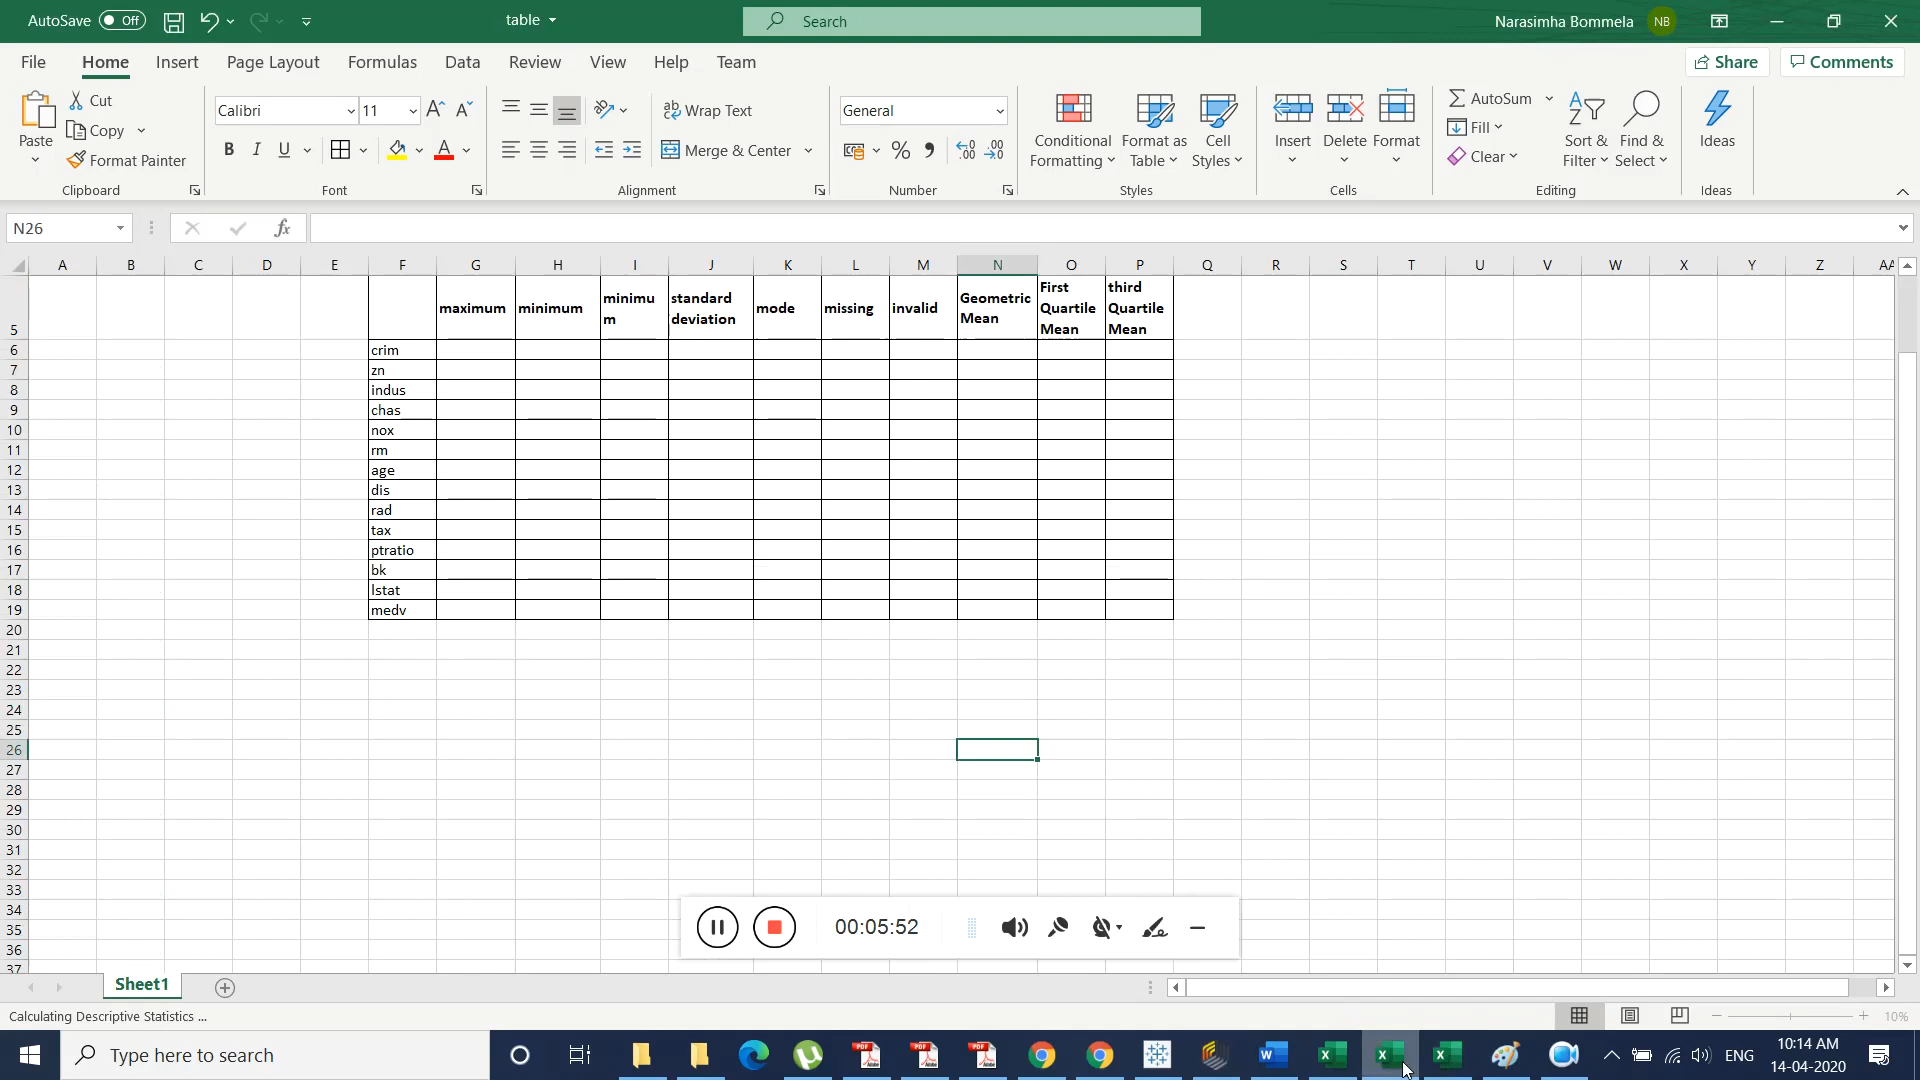 AutoSave Off table Search Narasimha Bommela NB
File Home Insert Page Layout Formulas Data Review View Help Team Share Comments
Paste Cut Copy Format Painter Clipboard
Calibri 11 A A B I U A Font
ab Wrap Text Merge & Center Alignment
General % Number
Conditional Formatting Format as Table Cell Styles Styles
Insert Delete Format Cells
AutoSum Fill Clear Sort & Filter Find & Select Editing
Ideas Ideas
N26 fx
A B C D E F G H I J K L M N O P Q R S T U V W X Y Z AA
5 maximum minimum minimu m standard deviation mode missing invalid Geometric Mean First Quartile Mean third Quartile Mean
6 crim
7 zn
8 indus
9 chas
10 nox
11 rm
12 age
13 dis
14 rad
15 tax
16 ptratio
17 bk
18 lstat
19 medv
20
21
22
23
24
25
26
27
28
29
30
31
32
33
34
35
36
37
00:05:52
Sheet1
Calculating Descriptive Statistics ... 10%
Type here to search ENG 10:14 AM
14-04-2020